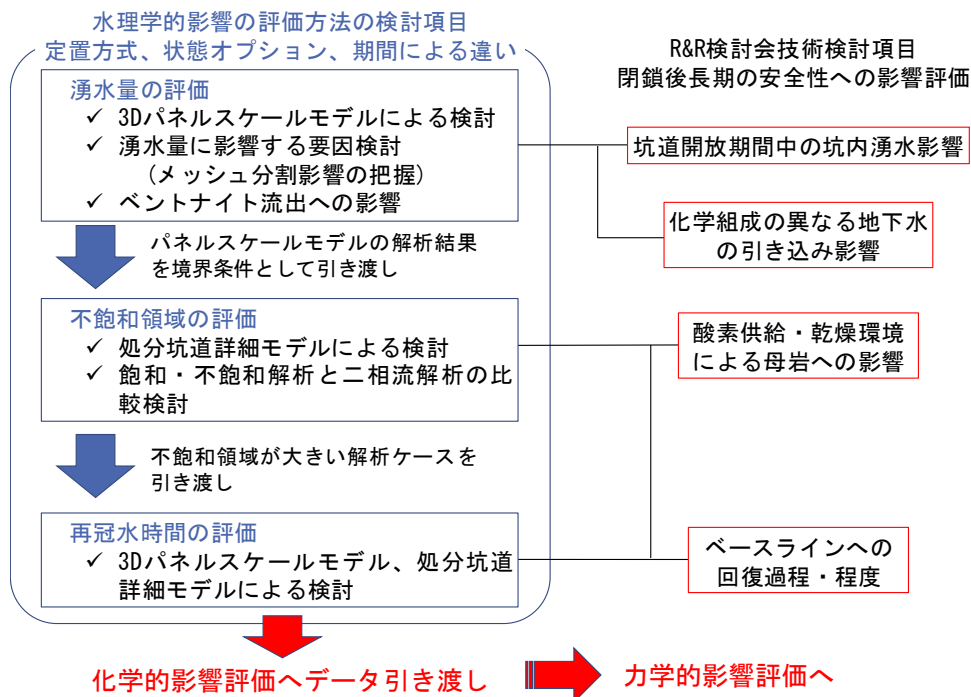 水理学的影響の評価方法の検討項目
定置方式、状態オプション、期間による違い
湧水量の評価
✓ 3Dパネルスケールモデルによる検討
✓ 湧水量に影響する要因検討
(メッシュ分割影響の把握)
✓ ベントナイト流出への影響
パネルスケールモデルの解析結果
を境界条件として引き渡し
不飽和領域の評価
✓ 処分坑道詳細モデルによる検討
✓ 飽和・不飽和解析と二相流解析の比
較検討
不飽和領域が大きい解析ケースを
引き渡し
再冠水時間の評価
✓ 3Dパネルスケールモデル、処分坑道
詳細モデルによる検討
R&R検討会技術検討項目
閉鎖後長期の安全性への影響評価
坑道開放期間中の坑内湧水影響
化学組成の異なる地下水
の引き込み影響
酸素供給・乾燥環境
による母岩への影響
ベースラインへの
回復過程・程度
化学的影響評価へデータ引き渡し
力学的影響評価へ